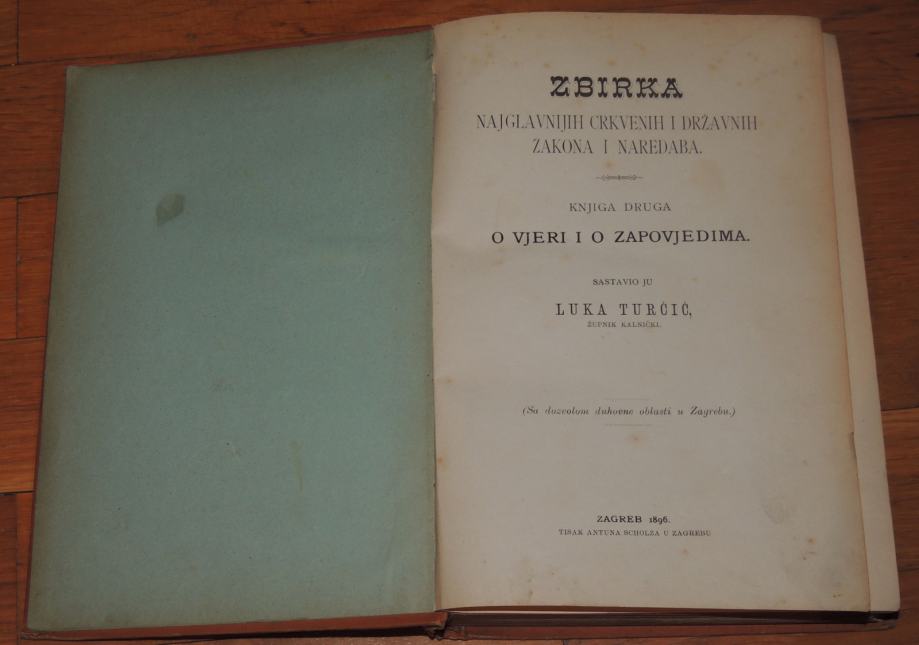 ZBIRKA
NAJGLAVNIJIH CRKVENIH I DRŽAVNIH
ZAKONA I NAREDABA.
KNJIGA DRUGA
O VJERI I O ZAPOVJEDIMA.
SASTAVIO JU
LUKA TURČIĆ,
ŽUPNIK KALNIČKI.
(Sa dozvolom duhovne oblasti u Zagrebu.)
ZAGREB 1896.
TISAK ANTUNA SCHOLZA U ZAGREBU